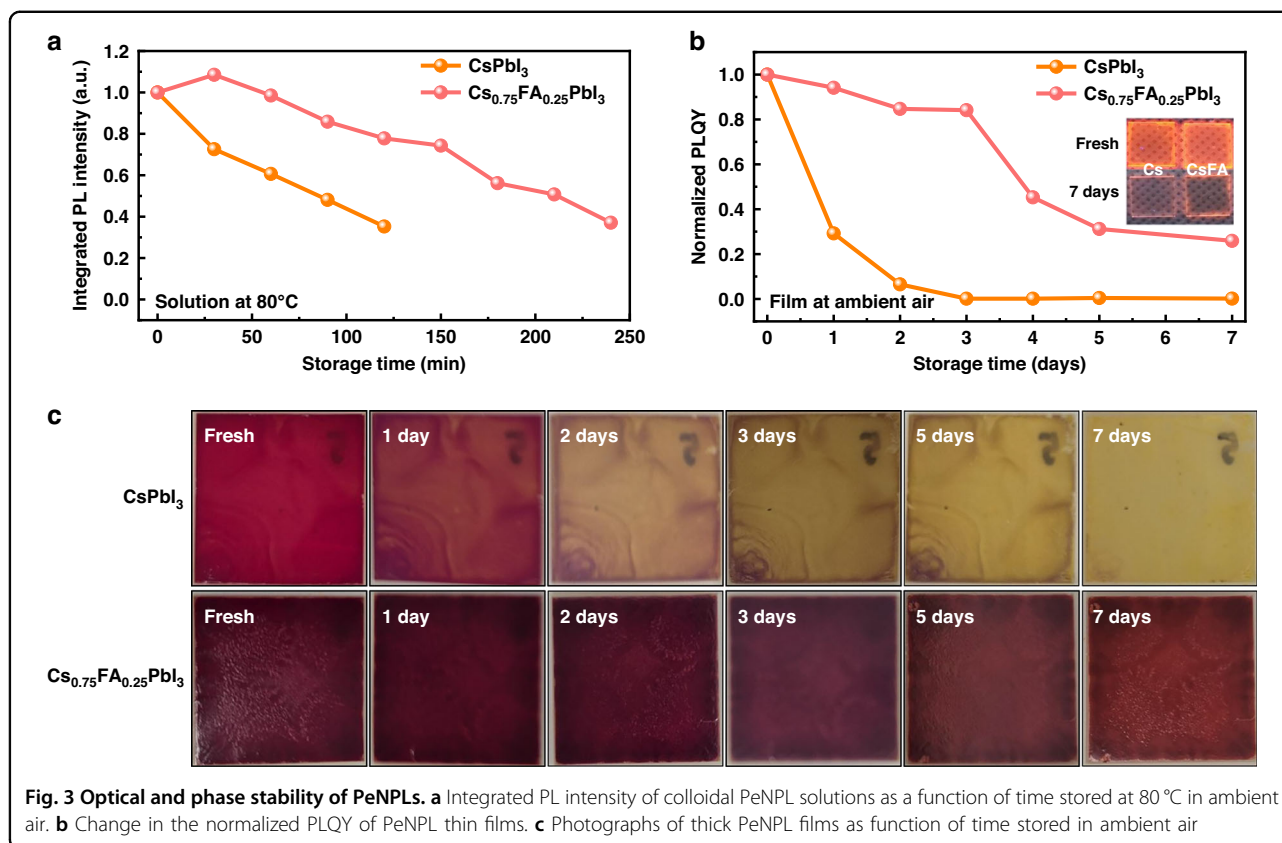 a
1.2
1.0
0.8
0.6
0.4
0.2
0.0
Integrated PL intensity (a.u.)
CsPbI₃
Cs₀.₇₅FA₀.₂₅PbI₃
Solution at 80°C
0 50 100 150 200 250
Storage time (min)
b
1.0
0.8
0.6
0.4
0.2
0.0
Normalized PLQY
CsPbI₃
Cs₀.₇₅FA₀.₂₅PbI₃
Fresh
Cs CsFA
7 days
Film at ambient air
0 1 2 3 4 5 6 7
Storage time (days)
c
Fresh 1 day 2 days 3 days 5 days 7 days
CsPbI₃
Fresh 1 day 2 days 3 days 5 days 7 days
Cs₀.₇₅FA₀.₂₅PbI₃
Fig. 3 Optical and phase stability of PeNPLs. a Integrated PL intensity of colloidal PeNPL solutions as a function of time stored at 80 °C in ambient
air. b Change in the normalized PLQY of PeNPL thin films. c Photographs of thick PeNPL films as function of time stored in ambient air